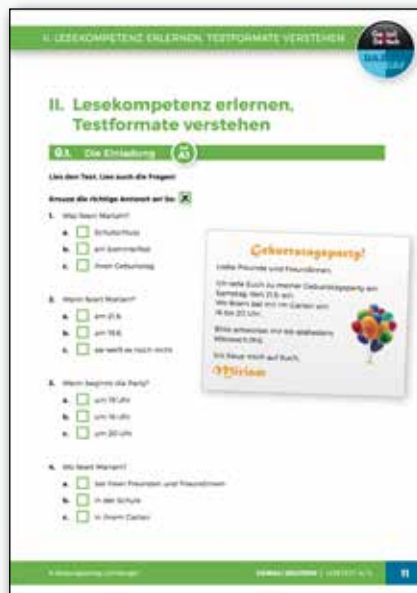 II. LESEKOMPETENZ ERLERNEN, TESTFORMATE VERSTEHEN
II. Lesekompetenz erlernen,
Testformate verstehen
Ü.1. Die Einladung A1
Lies den Text. Lies auch die Fragen!
Kreuze die richtige Antwort an! So: X
1. Was feiert Mariam?
a. Schulschluss
b. ein Sommerfest
c. ihren Geburtstag
2. Wann feiert Mariam?
a. am 21.6.
b. am 19.6.
c. sie weiß es noch nicht
3. Wann beginnt die Party?
a. um 19 Uhr
b. um 16 Uhr
c. um 20 Uhr
4. Wo feiert Mariam?
a. bei ihren Freunden und Freundinnen
b. in der Schule
c. in ihrem Garten
Geburtstagsparty!
Liebe Freunde und Freundinnen,
Ich lade Euch zu meiner Geburtstagsparty am
Samstag, den 21.6. ein.
Wir feiern bei mir im Garten von
16 bis 20 Uhr.
Bitte antwortet mir bis spätestens
Mittwoch
Ich freue mich auf Euch,
Miriam
11